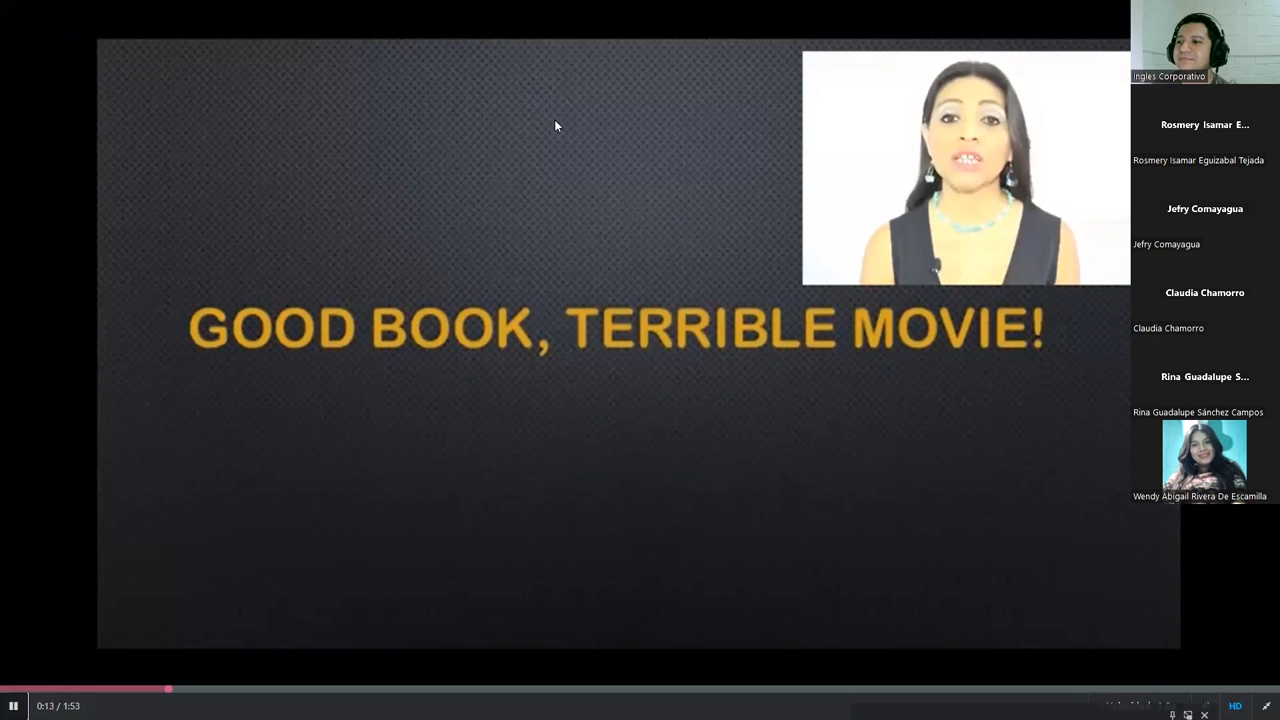 GOOD BOOK, TERRIBLE MOVIE!
Ingles Corporativo
Rosmery Isamar E...
Rosmery Isamar Eguizabal Tejada
Jefry Comayagua
Jefry Comayagua
Claudia Chamorro
Claudia Chamorro
Rina Guadalupe S...
Rina Guadalupe Sánchez Campos
Wendy Abigail Rivera De Escamilla
0:13 / 1:53
HD